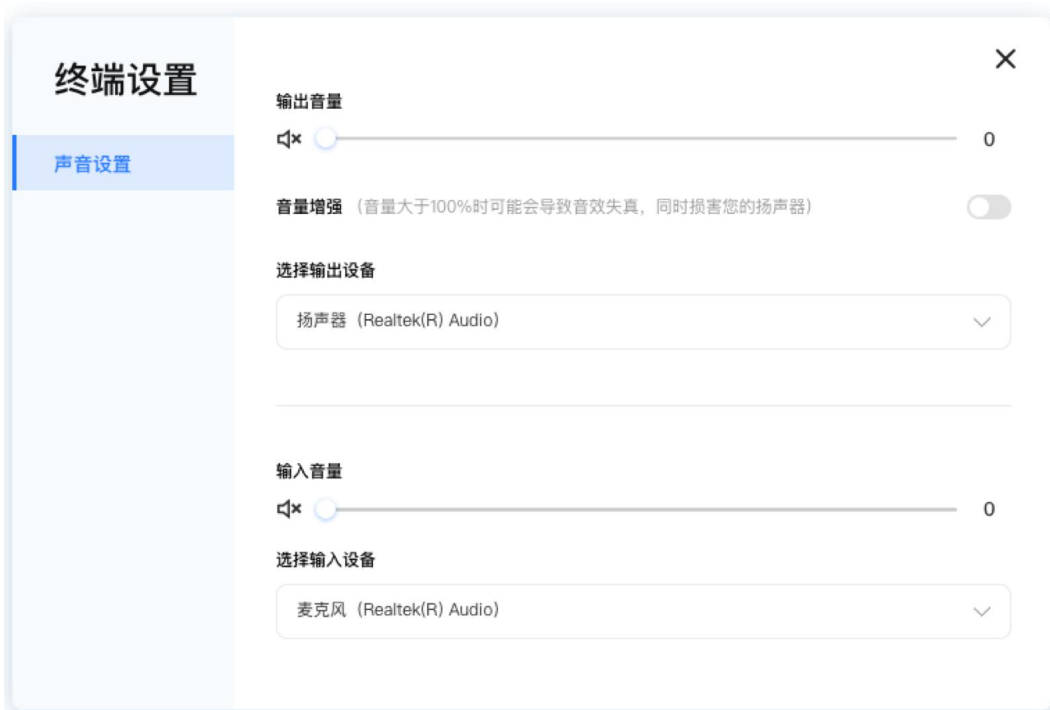 终端设置
声音设置
输出音量
0
音量增强 （音量大于100%时可能会导致音效失真，同时损害您的扬声器）
选择输出设备
扬声器（Realtek(R) Audio）
输入音量
0
选择输入设备
麦克风（Realtek(R) Audio）